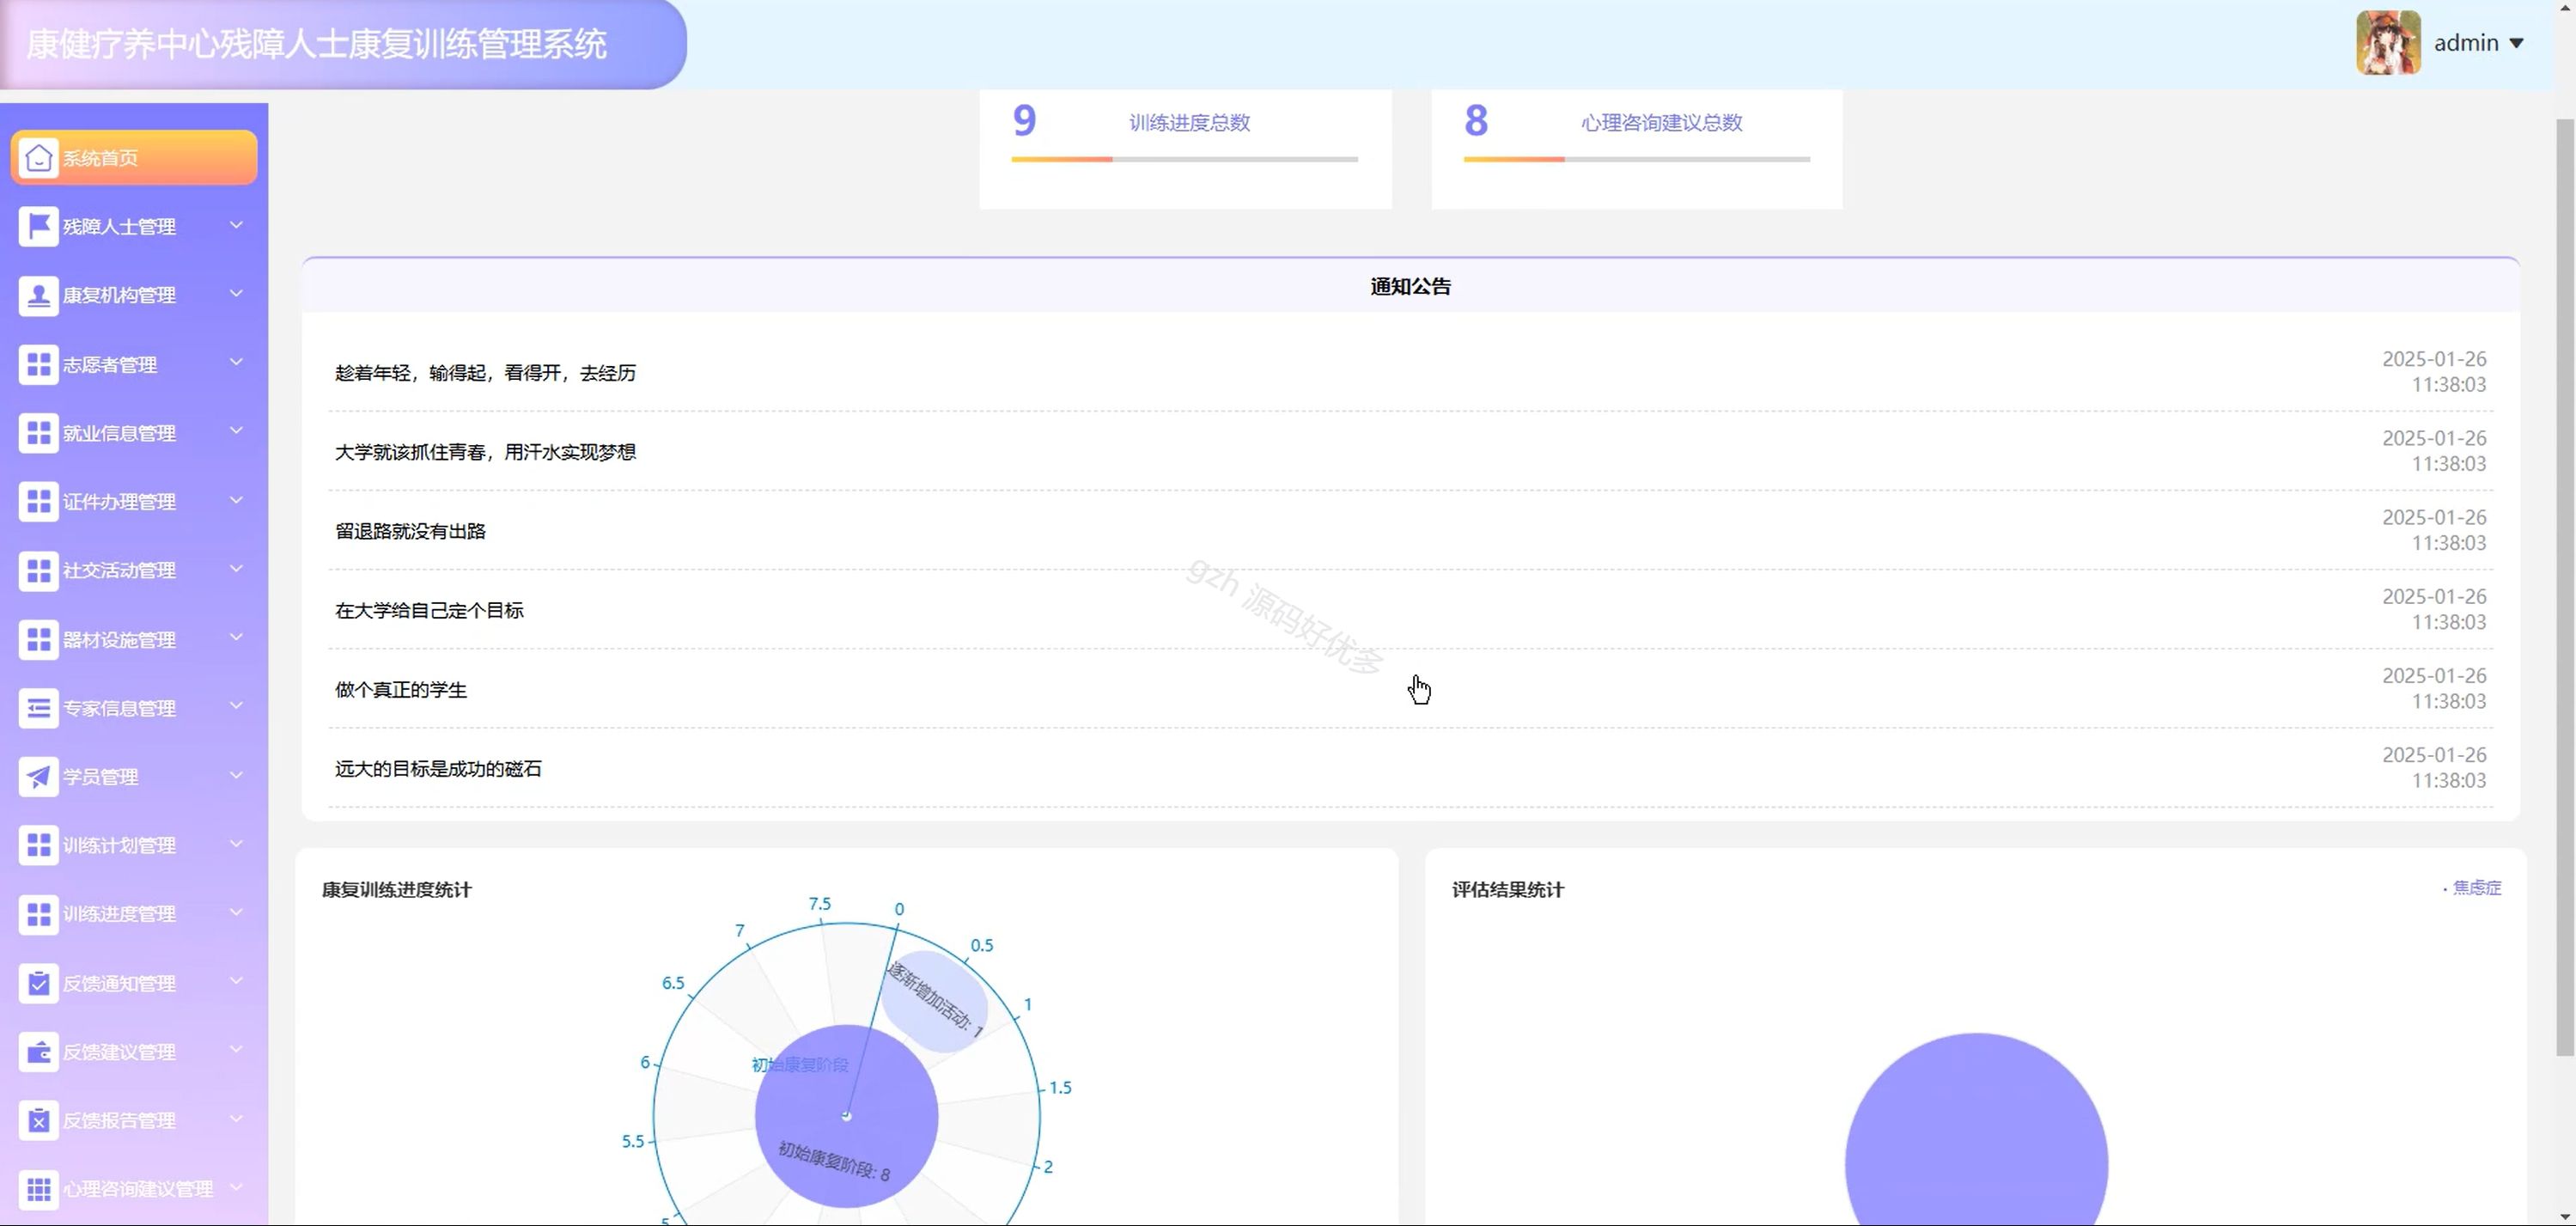 康健疗养中心残障人士康复训练管理系统
admin
系统首页
残障人士管理
康复机构管理
志愿者管理
就业信息管理
证件办理管理
社交活动管理
器材设施管理
专家信息管理
学员管理
训练计划管理
训练进度管理
反馈通知管理
反馈建议管理
反馈报告管理
心理咨询建议管理
9 训练进度总数
8 心理咨询建议总数
通知公告
趁着年轻，输得起，看得开，去经历
2025-01-26
11:38:03
大学就该抓住青春，用汗水实现梦想
2025-01-26
11:38:03
留退路就没有出路
2025-01-26
11:38:03
在大学给自己定个目标
2025-01-26
11:38:03
做个真正的学生
2025-01-26
11:38:03
远大的目标是成功的磁石
2025-01-26
11:38:03
gzh 源码好优多
康复训练进度统计
7.5
0
7
0.5
6.5
逐渐增加活动: 1
1
6
初始康复阶段
1.5
5.5
初始康复阶段: 8
2
5
评估结果统计
· 焦虑症